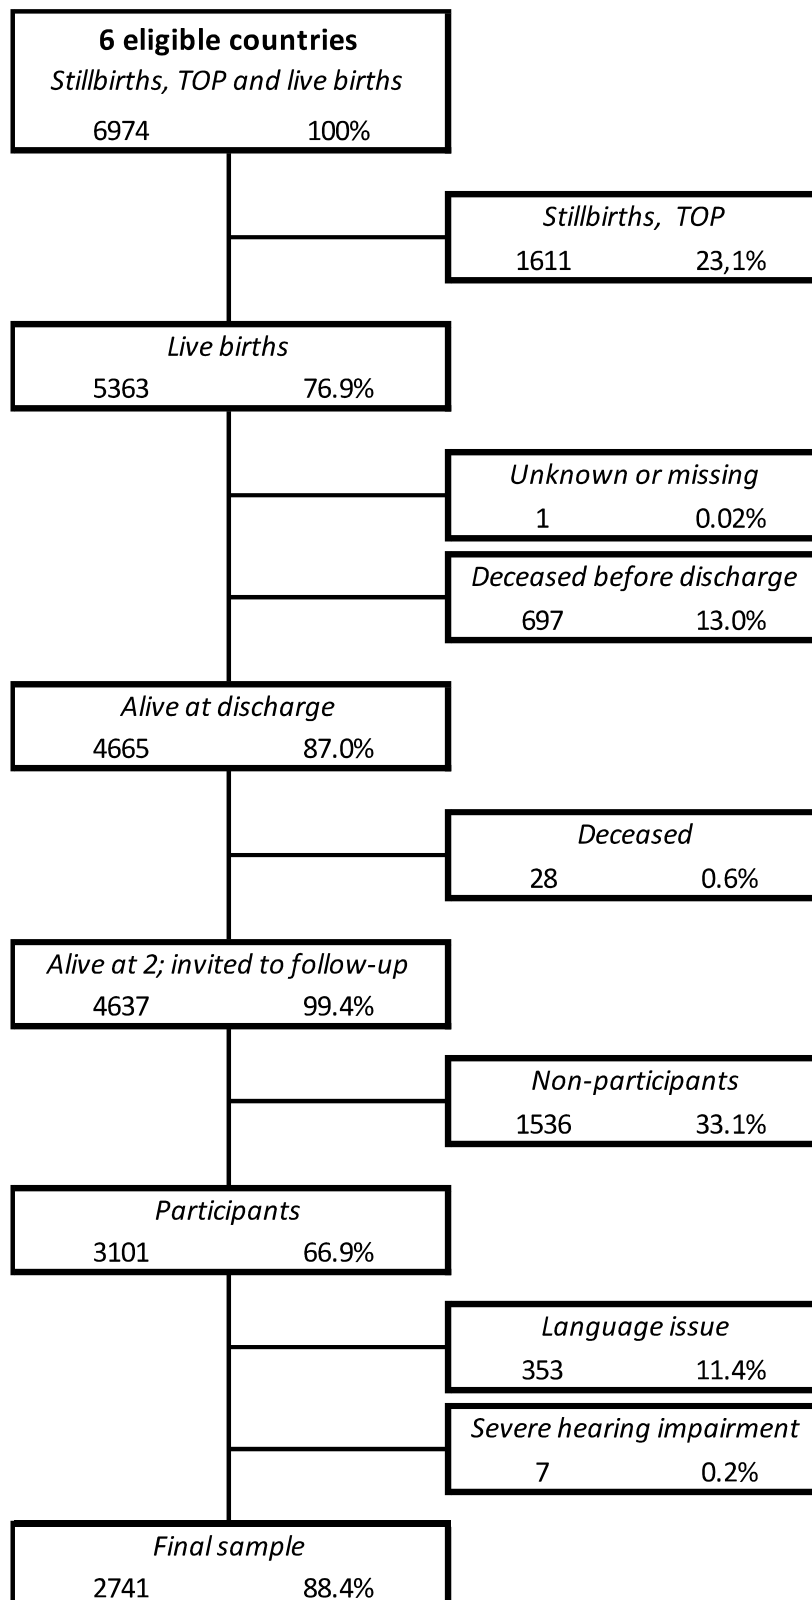 6 eligible countries
Stillbirths, TOP and live births
6974 100%
Stillbirths, TOP
1611 23,1%
Live births
5363 76.9%
Unknown or missing
1 0.02%
Deceased before discharge
697 13.0%
Alive at discharge
4665 87.0%
Deceased
28 0.6%
Alive at 2; invited to follow-up
4637 99.4%
Non-participants
1536 33.1%
Participants
3101 66.9%
Language issue
353 11.4%
Severe hearing impairment
7 0.2%
Final sample
2741 88.4%